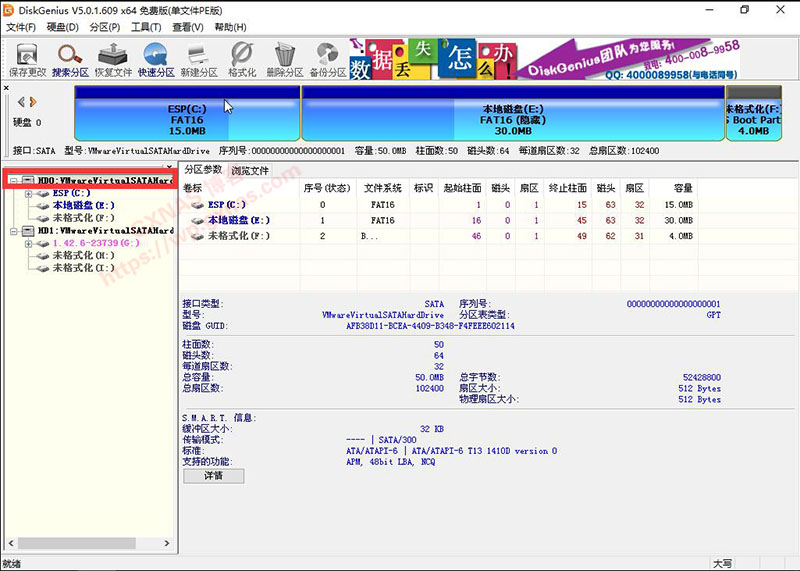 DiskGenius V5.0.1.609 x64 免费版(单文件PE版)
文件(F) 硬盘(D) 分区(P) 工具(T) 查看(V) 帮助(H)
保存更改 搜索分区 恢复文件 快速分区 新建分区 格式化 删除分区 备份分区
数据丢失怎么办!
DiskGenius团队为您服务!
致电: 400-008-9958
QQ: 4000089958(与电话同号)
硬盘 0
ESP(C:)
FAT16
15.0MB
本地磁盘(E:)
FAT16 (隐藏)
30.0MB
未格式化(F:)
S Boot Part
4.0MB
接口:SATA 型号:VMwareVirtualSATAHardDrive 序列号:00000000000000000001 容量:50.0MB 柱面数:50 磁头数:64 每道扇区数:32 总扇区数:102400
HD0:VMwareVirtualSATAHard
ESP(C:)
本地磁盘(E:)
未格式化(F:)
HD1:VMwareVirtualSATAHard
1.42.6-23739(G:)
未格式化(H:)
未格式化(I:)
分区参数 浏览文件
卷标 序号(状态) 文件系统 标识 起始柱面 磁头 扇区 终止柱面 磁头 扇区 容量
ESP(C:) 0 FAT16 1 0 1 15 63 32 15.0MB
本地磁盘(E:) 1 FAT16 16 0 1 45 63 32 30.0MB
未格式化(F:) 2 B... 46 0 1 49 62 31 4.0MB
接口类型: SATA 序列号: 00000000000000000001
型号: VMwareVirtualSATAHardDrive 分区表类型: GPT
磁盘 GUID: AFB38D11-BCEA-4409-B348-F4FEEE602114
柱面数: 50
磁头数: 64
每道扇区数: 32
总容量: 50.0MB 总字节数: 52428800
总扇区数: 102400 扇区大小: 512 Bytes
物理扇区大小: 512 Bytes
S.M.A.R.T. 信息:
缓冲区大小: 32 KB
传输模式: ---- | SATA/300
标准: ATA/ATAPI-6 | ATA/ATAPI-6 T13 1410D version 0
支持的功能: APM, 48bit LBA, NCQ
详情
就绪
大写